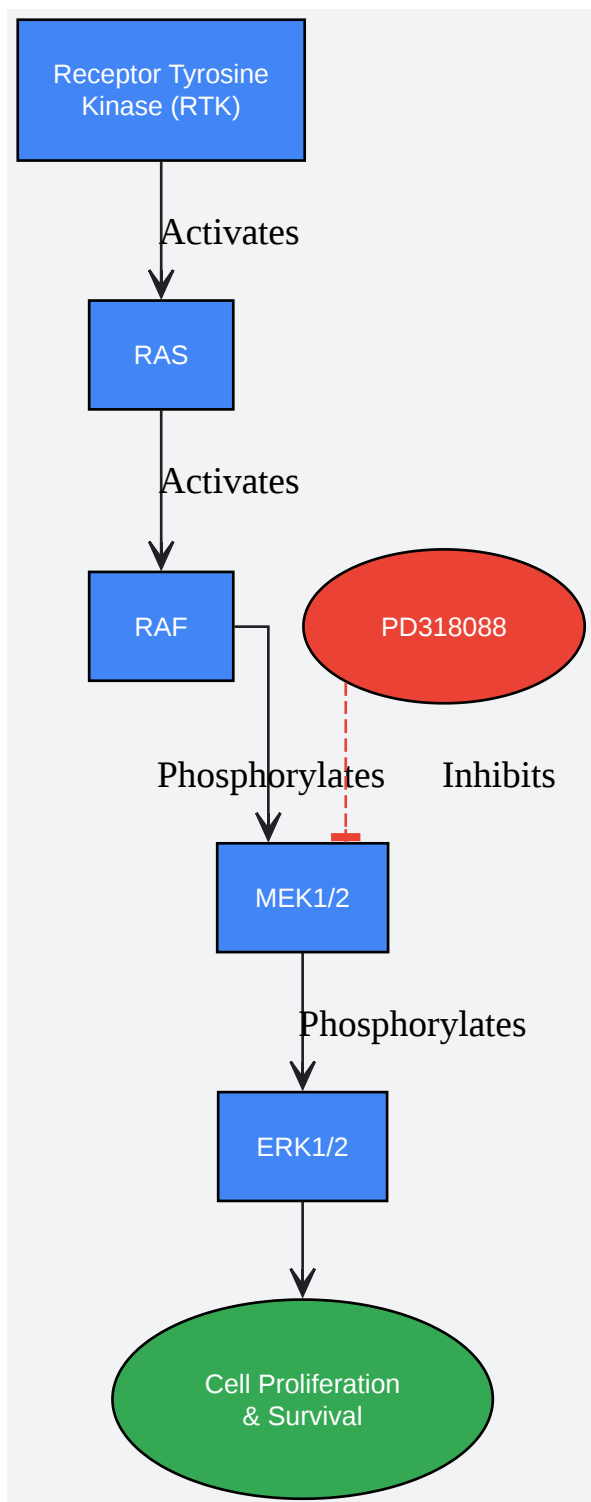 Receptor Tyrosine
Kinase (RTK)
Activates
RAS
Activates
RAF
PD318088
Phosphorylates
Inhibits
MEK1/2
Phosphorylates
ERK1/2
Cell Proliferation
& Survival